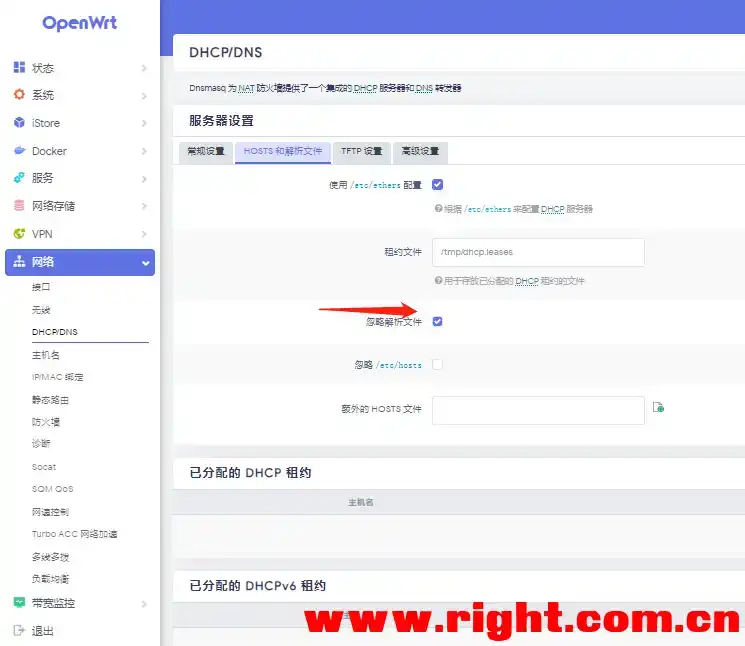 OpenWrt
状态
系统
iStore
Docker
服务
网络存储
VPN
网络
接口
无线
DHCP/DNS
主机名
IP/MAC 绑定
静态路由
防火墙
诊断
Socat
SQM QoS
网速控制
Turbo ACC 网络加速
多线多拨
负载均衡
带宽监控
退出
DHCP/DNS
Dnsmasq 为 NAT 防火墙提供了一个集成的 DHCP 服务器和 DNS 转发器
服务器设置
常规设置 HOSTS 和解析文件 TFTP 设置 高级设置
使用 /etc/ethers 配置
根据 /etc/ethers 来配置 DHCP 服务器
租约文件 /tmp/dhcp.leases
用于存放已分配的 DHCP 租约的文件
忽略解析文件
忽略 /etc/hosts
额外的 HOSTS 文件
已分配的 DHCP 租约
主机名
已分配的 DHCPv6 租约
www.right.com.cn